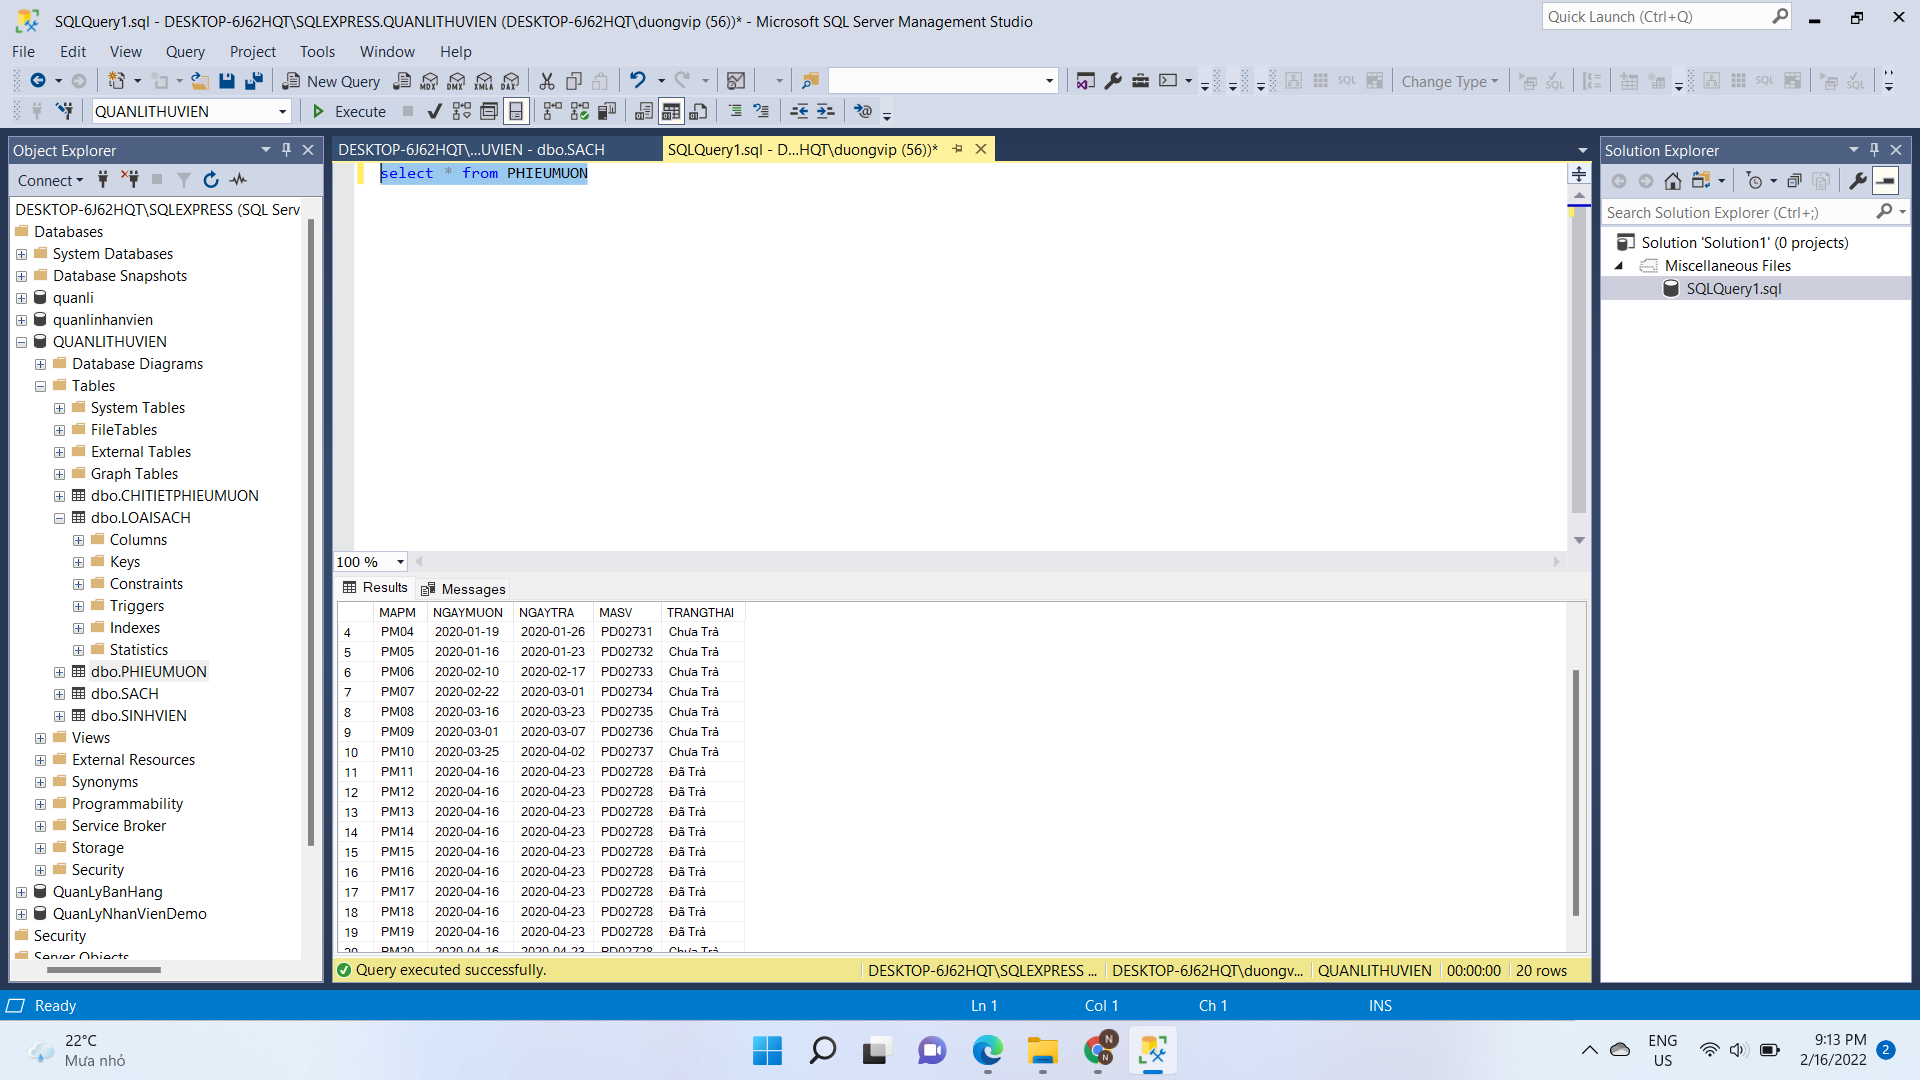 SQLQuery1.sql - DESKTOP-6J62HQT\SQLEXPRESS.QUANLITHUVIEN (DESKTOP-6J62HQT\duongvip (56))* - Microsoft SQL Server Management Studio
Quick Launch (Ctrl+Q)
File Edit View Query Project Tools Window Help
New Query MDX DMX XMLA DAX SQL Change Type SQL
QUANLITHUVIEN Execute
Object Explorer
Connect
DESKTOP-6J62HQT\SQLEXPRESS (SQL Serv
Databases
System Databases
Database Snapshots
quanli
quanlinhanvien
QUANLITHUVIEN
Database Diagrams
Tables
System Tables
FileTables
External Tables
Graph Tables
dbo.CHITIETPHIEUMUON
dbo.LOAISACH
Columns
Keys
Constraints
Triggers
Indexes
Statistics
dbo.PHIEUMUON
dbo.SACH
dbo.SINHVIEN
Views
External Resources
Synonyms
Programmability
Service Broker
Storage
Security
QuanLyBanHang
QuanLyNhanVienDemo
Security
Server Objects
DESKTOP-6J62HQT\...UVIEN - dbo.SACH
SQLQuery1.sql - D...HQT\duongvip (56))*
select * from PHIEUMUON
100 %
Results Messages
MAPM NGAYMUON NGAYTRA MASV TRANGTHAI
4 PM04 2020-01-19 2020-01-26 PD02731 Chưa Trả
5 PM05 2020-01-16 2020-01-23 PD02732 Chưa Trả
6 PM06 2020-02-10 2020-02-17 PD02733 Chưa Trả
7 PM07 2020-02-22 2020-03-01 PD02734 Chưa Trả
8 PM08 2020-03-16 2020-03-23 PD02735 Chưa Trả
9 PM09 2020-03-01 2020-03-07 PD02736 Chưa Trả
10 PM10 2020-03-25 2020-04-02 PD02737 Chưa Trả
11 PM11 2020-04-16 2020-04-23 PD02728 Đã Trả
12 PM12 2020-04-16 2020-04-23 PD02728 Đã Trả
13 PM13 2020-04-16 2020-04-23 PD02728 Đã Trả
14 PM14 2020-04-16 2020-04-23 PD02728 Đã Trả
15 PM15 2020-04-16 2020-04-23 PD02728 Đã Trả
16 PM16 2020-04-16 2020-04-23 PD02728 Đã Trả
17 PM17 2020-04-16 2020-04-23 PD02728 Đã Trả
18 PM18 2020-04-16 2020-04-23 PD02728 Đã Trả
19 PM19 2020-04-16 2020-04-23 PD02728 Đã Trả
20 PM20 2020-04-16 2020-04-23 PD02728 Chưa Trả
Query executed successfully. DESKTOP-6J62HQT\SQLEXPRESS ... DESKTOP-6J62HQT\duongv... QUANLITHUVIEN 00:00:00 20 rows
Solution Explorer
Search Solution Explorer (Ctrl+;)
Solution 'Solution1' (0 projects)
Miscellaneous Files
SQLQuery1.sql
Ready Ln 1 Col 1 Ch 1 INS
22°C
Mưa nhỏ
N
N
ENG
US
9:13 PM
2/16/2022
2